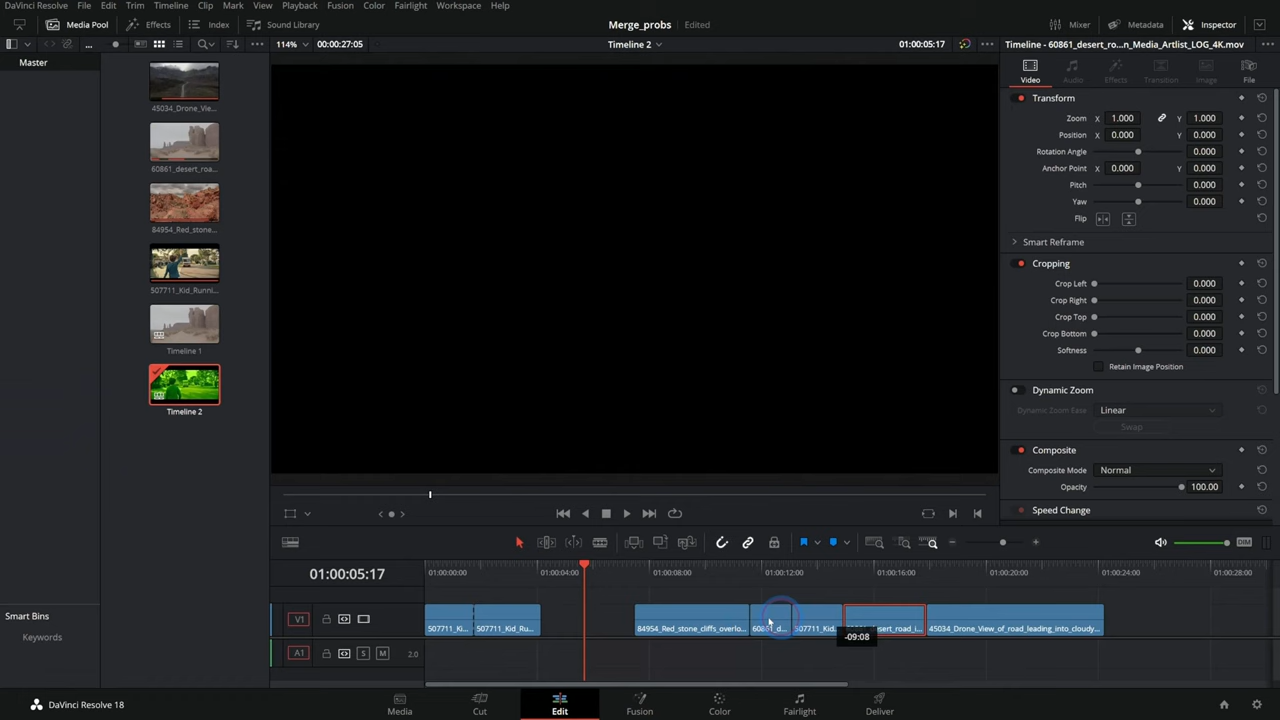 DaVinci Resolve File Edit Trim Timeline Clip Mark View Playback Fusion Color Fairlight Workspace Help
Media Pool Effects Index Sound Library Merge_probs Edited Mixer Metadata Inspector
... 114% 00:00:27:05 Timeline 2 01:00:05:17 Timeline - 60861_desert_ro...n_Media_Artlist_LOG_4K.mov
Master
Video Audio Effects Transition Image File
45034_Drone_Vie...
60861_desert_roa...
84954_Red_stone...
507711_Kid_Runni...
Timeline 1
Timeline 2
Transform
Zoom X 1.000 Y 1.000
Position X 0.000 Y 0.000
Rotation Angle 0.000
Anchor Point X 0.000 Y 0.000
Pitch 0.000
Yaw 0.000
Flip
Smart Reframe
Cropping
Crop Left 0.000
Crop Right 0.000
Crop Top 0.000
Crop Bottom 0.000
Softness 0.000
Retain Image Position
Dynamic Zoom
Dynamic Zoom Ease Linear
Swap
Composite
Composite Mode Normal
Opacity 100.00
Speed Change
DIM
01:00:05:17 01:00:00:00 01:00:04:00 01:00:08:00 01:00:12:00 01:00:16:00 01:00:20:00 01:00:24:00 01:00:28:00
Smart Bins
Keywords
V1 507711_Ki... 507711_Kid_Ru... 84954_Red_stone_cliffs_overlo... 507711_Kid... 45034_Drone_View_of_road_leading_into_cloudy...
-09:08
A1 S M 2.0
DaVinci Resolve 18 Media Cut Edit Fusion Color Fairlight Deliver